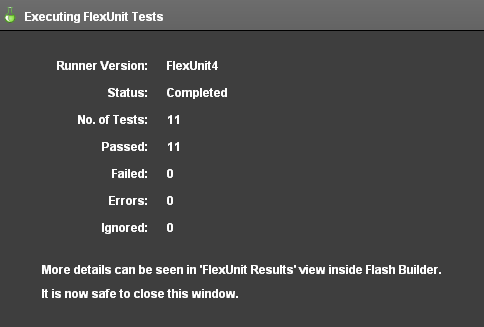 Executing FlexUnit Tests
Runner Version: FlexUnit4
Status: Completed
No. of Tests: 11
Passed: 11
Failed: 0
Errors: 0
Ignored: 0
More details can be seen in 'FlexUnit Results' view inside Flash Builder.
It is now safe to close this window.